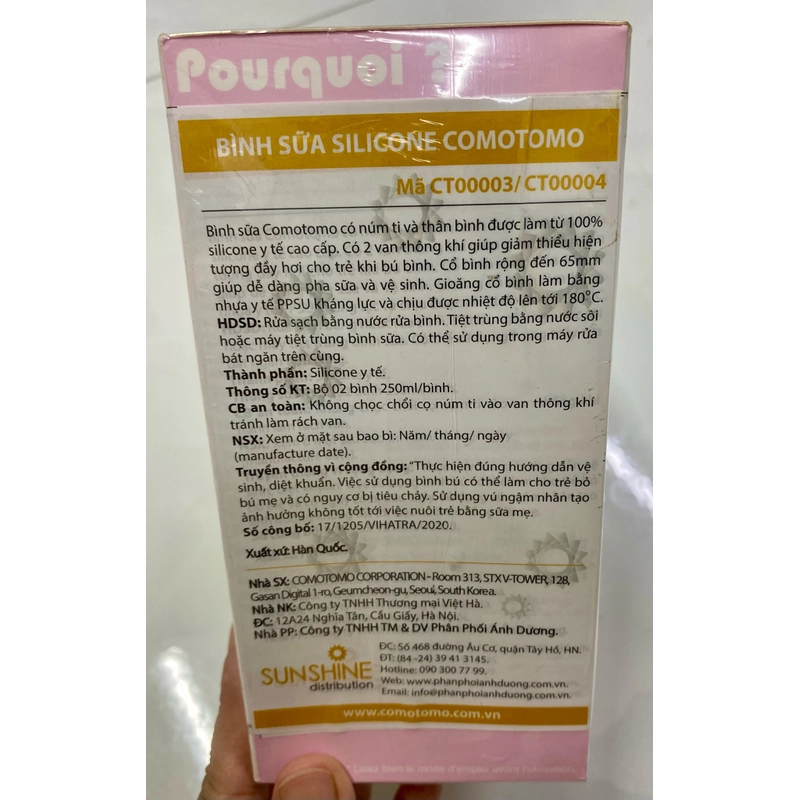 Pourquoi ?
BÌNH SỮA SILICONE COMOTOMO
Mã CT00003/ CT00004
Bình sữa Comotomo có núm ti và thân bình được làm từ 100%
silicone y tế cao cấp. Có 2 van thông khí giúp giảm thiểu hiện
tượng đầy hơi cho trẻ khi bú bình. Cổ bình rộng đến 65mm
giúp dễ dàng pha sữa và vệ sinh. Gioăng cổ bình làm bằng
nhựa y tế PPSU kháng lực và chịu được nhiệt độ lên tới 180°C.
HDSD: Rửa sạch bằng nước rửa bình. Tiệt trùng bằng nước sôi
hoặc máy tiệt trùng bình sữa. Có thể sử dụng trong máy rửa
bát ngăn trên cùng.
Thành phần: Silicone y tế.
Thông số KT: Bộ 02 bình 250ml/bình.
CB an toàn: Không chọc chổi cọ núm ti vào van thông khí
tránh làm rách van.
NSX: Xem ở mặt sau bao bì: Năm/ tháng/ ngày
(manufacture date).
Truyền thông vì cộng đồng: "Thực hiện đúng hướng dẫn vệ
sinh, diệt khuẩn. Việc sử dụng bình bú có thể làm cho trẻ bỏ
bú mẹ và có nguy cơ bị tiêu chảy. Sử dụng vú ngậm nhân tạo
ảnh hưởng không tốt tới việc nuôi trẻ bằng sữa mẹ.
Số công bố: 17/1205/VIHATRA/2020.
Xuất xứ: Hàn Quốc.
Nhà SX: COMOTOMO CORPORATION - Room 313, STX V-TOWER, 128,
Gasan Digital 1-ro, Geumcheon-gu, Seoul, South Korea.
Nhà NK: Công ty TNHH Thương mại Việt Hà.
ĐC: 12A24 Nghĩa Tân, Cầu Giấy, Hà Nội.
Nhà PP: Công ty TNHH TM & DV Phân Phối Ánh Dương.
SUNSHINE
distribution
ĐC: Số 468 đường Âu Cơ, quận Tây Hồ, HN.
ĐT: (84 -24) 39 41 3145.
Hotline: 090 300 77 99.
Web: www.phanphoianhduong.com.vn.
Email: info@phanphoianhduong.com.vn.
www.comotomo.com.vn
* Lisez bien le mode d'emploi avant l'utilisation.